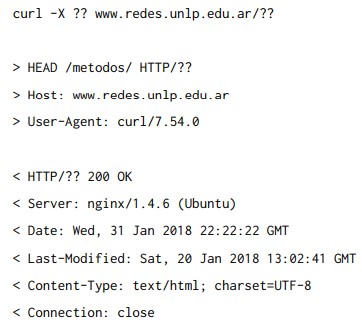 curl -X ?? www.redes.unlp.edu.ar/??
> HEAD /metodos/ HTTP/??
> Host: www.redes.unlp.edu.ar
> User-Agent: curl/7.54.0
< HTTP/?? 200 OK
< Server: nginx/1.4.6 (Ubuntu)
< Date: Wed, 31 Jan 2018 22:22:22 GMT
< Last-Modified: Sat, 20 Jan 2018 13:02:41 GMT
< Content-Type: text/html; charset=UTF-8
< Connection: close